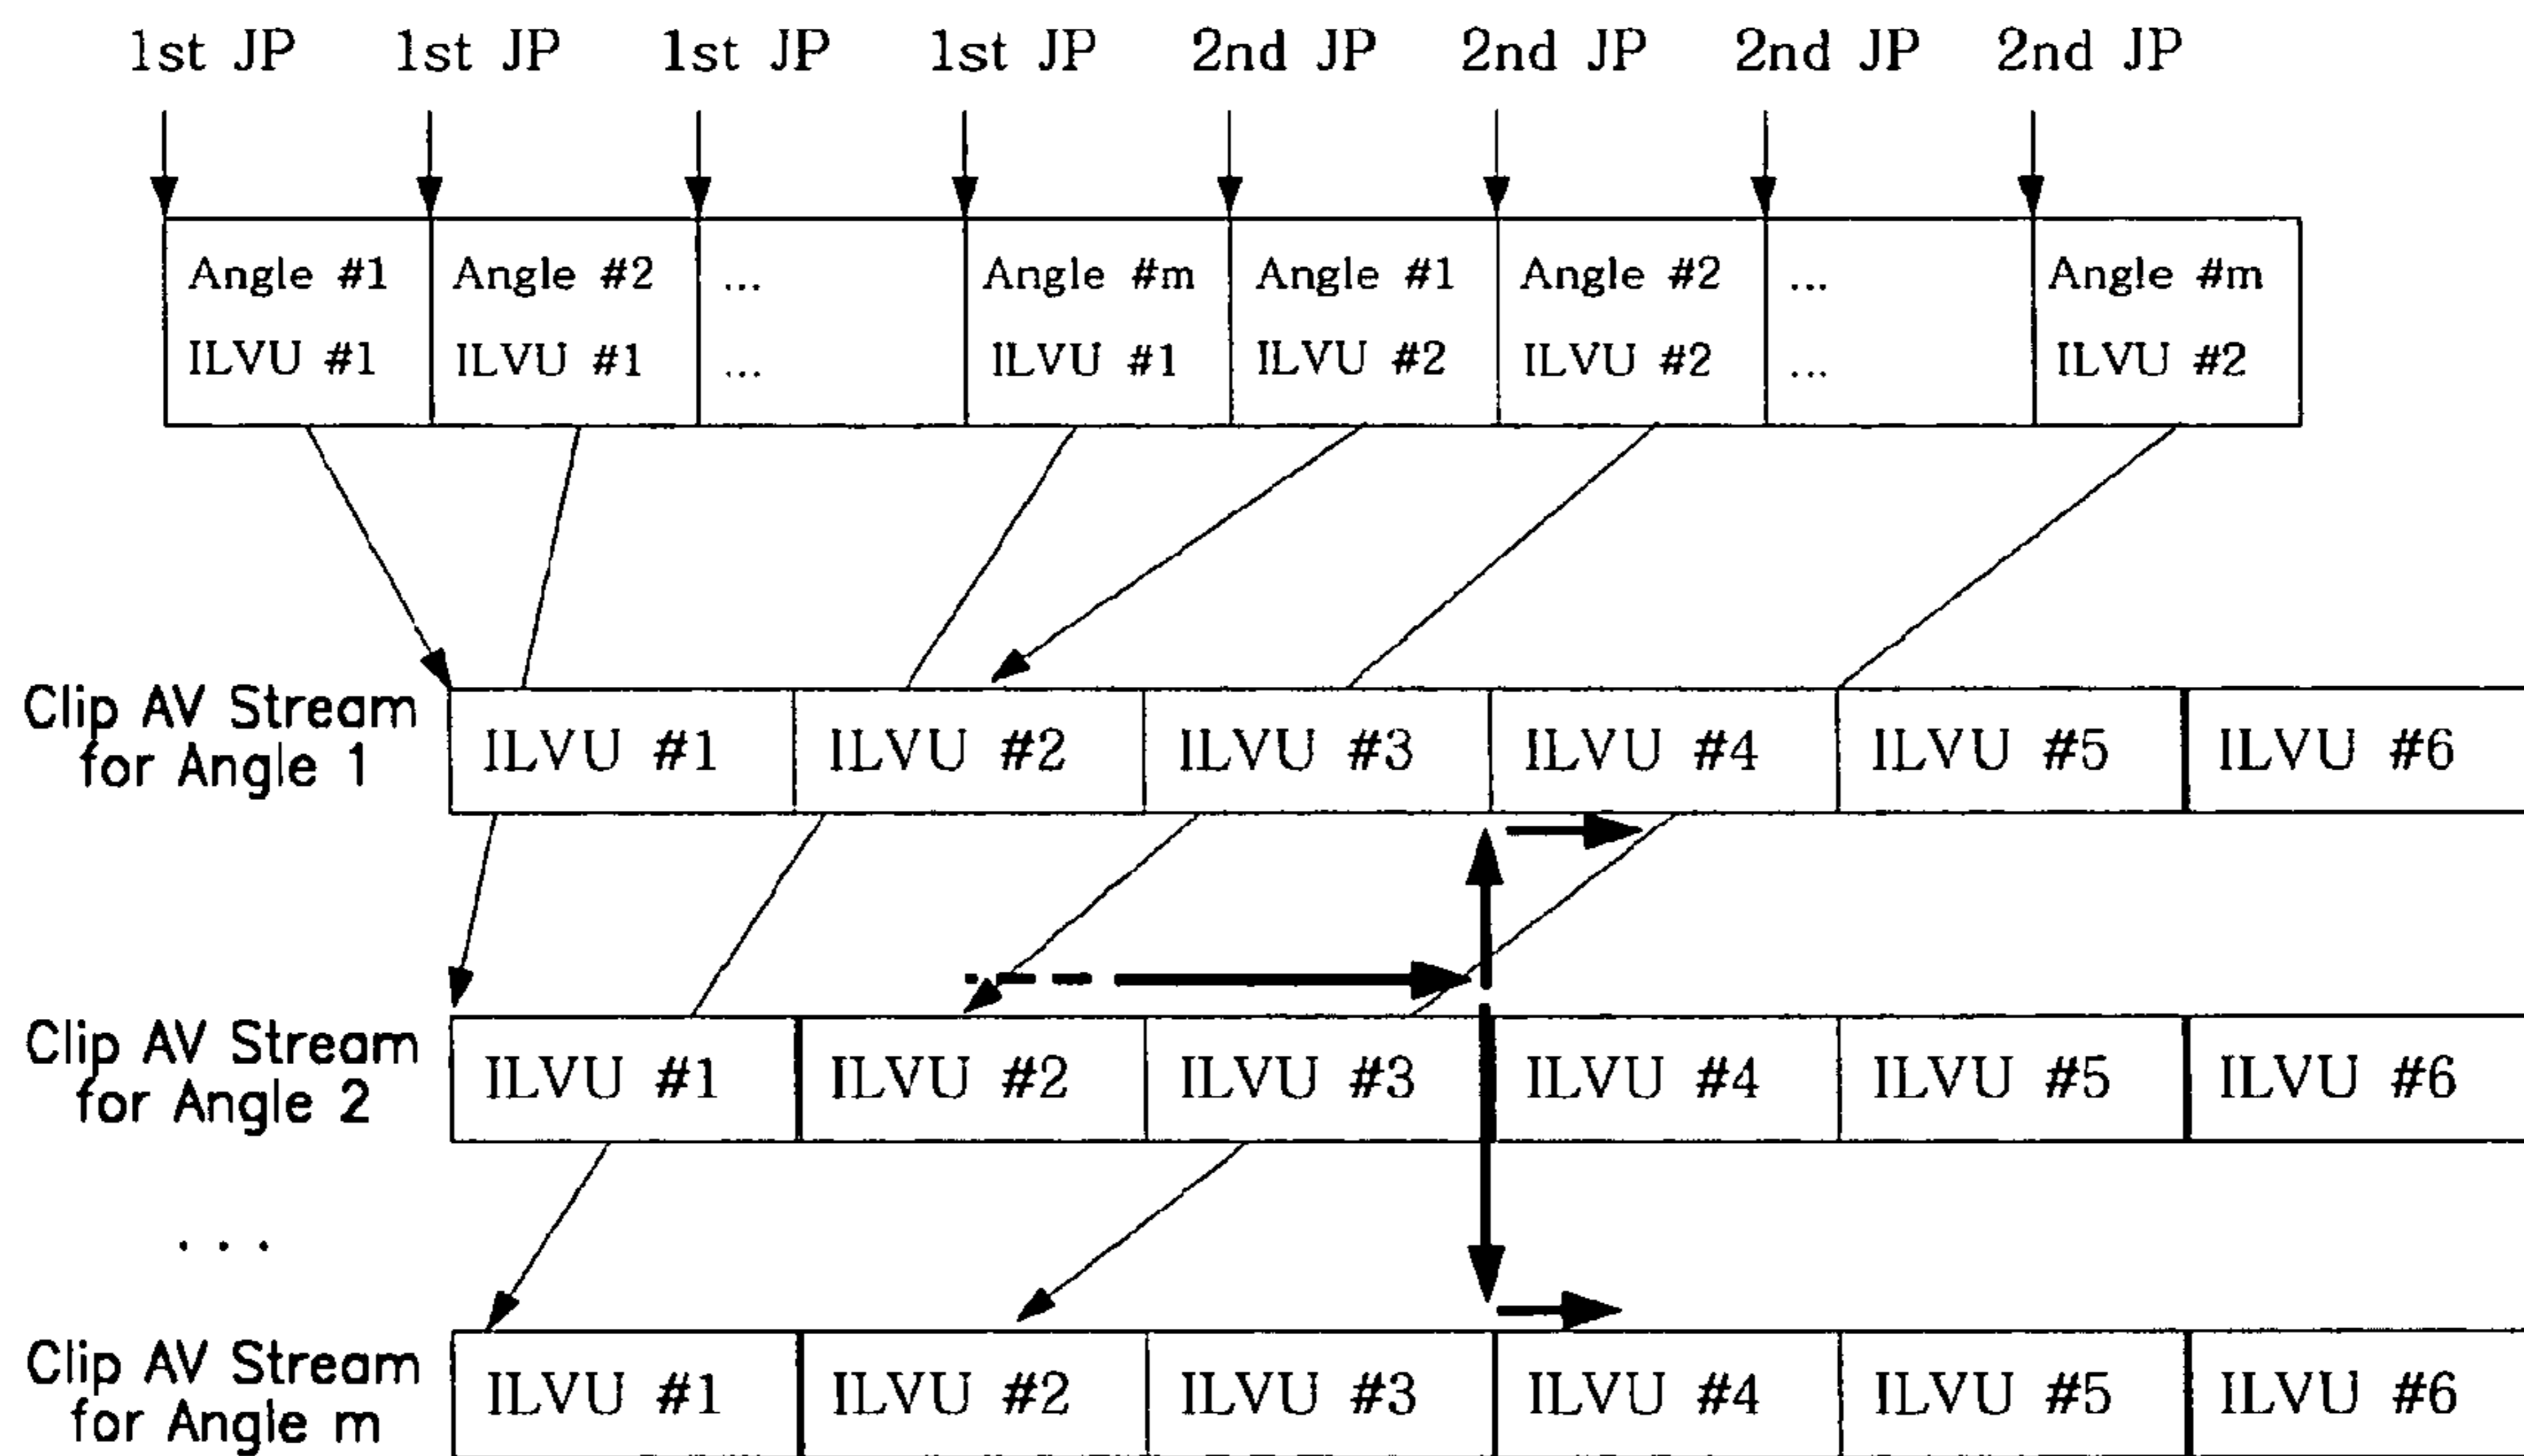 1st JP 1st JP 1st JP 1st JP 2nd JP 2nd JP 2nd JP 2nd JP
Angle #1 Angle #2 ... Angle #m Angle #1 Angle #2 ... Angle #m
ILVU #1 ILVU #1 ... ILVU #1 ILVU #2 ILVU #2 ... ILVU #2
Clip AV Stream
for Angle 1
ILVU #1 ILVU #2 ILVU #3 ILVU #4 ILVU #5 ILVU #6
Clip AV Stream
for Angle 2
ILVU #1 ILVU #2 ILVU #3 ILVU #4 ILVU #5 ILVU #6
...
Clip AV Stream
for Angle m
ILVU #1 ILVU #2 ILVU #3 ILVU #4 ILVU #5 ILVU #6